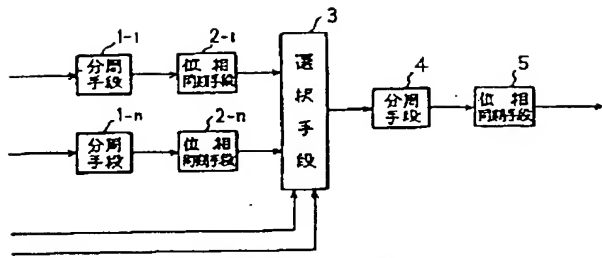 1-1
分周
手段
2-1
位相
同期手段
3
選択手段
4
分周
手段
5
位相
同期手段
1-n
分周
手段
2-n
位相
同期手段